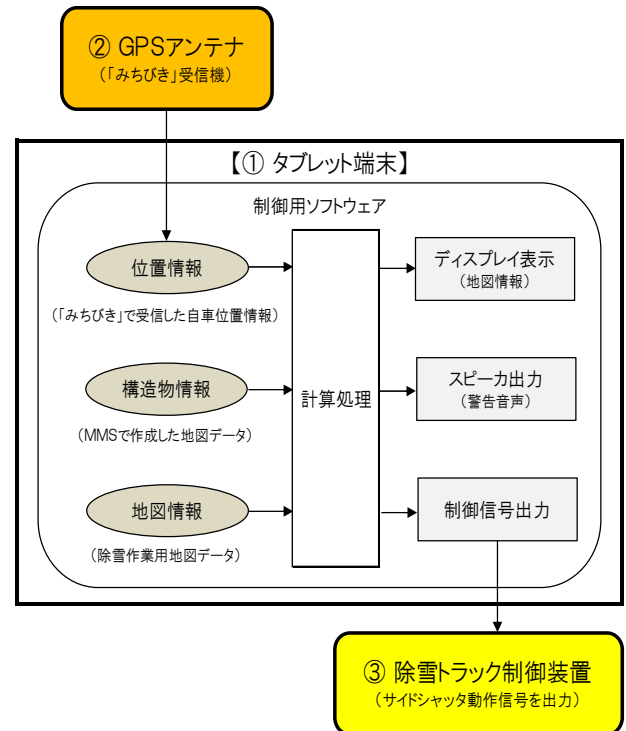 ② GPSアンテナ
（「みちびき」受信機）
【① タブレット端末】
制御用ソフトウェア
位置情報
（「みちびき」で受信した自車位置情報）
構造物情報
（MMSで作成した地図データ）
地図情報
（除雪作業用地図データ）
計算処理
ディスプレイ表示
（地図情報）
スピーカ出力
（警告音声）
制御信号出力
③ 除雪トラック制御装置
（サイドシャッタ動作信号を出力）